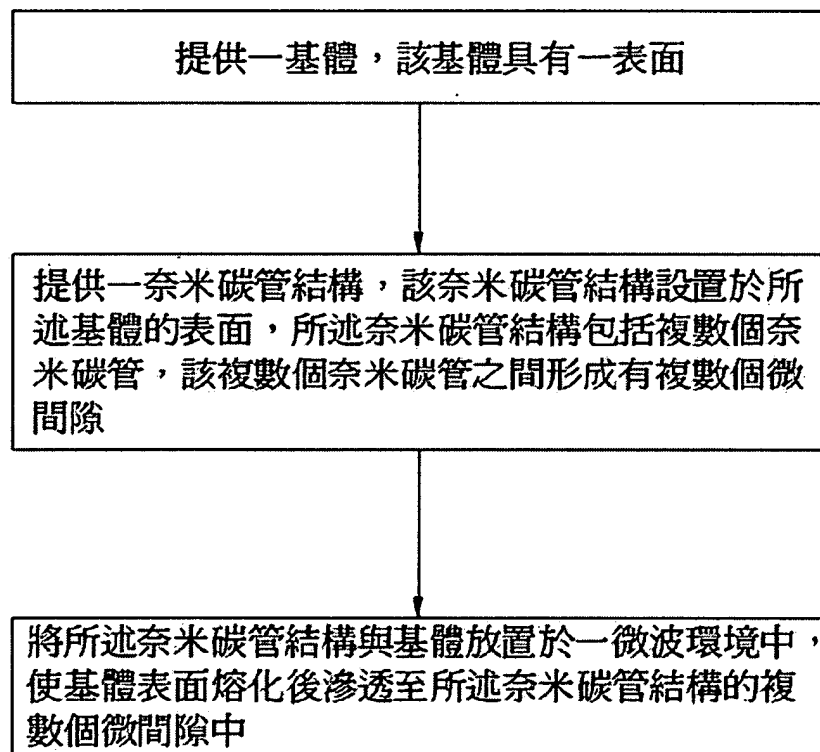 提供一基體，該基體具有一表面
提供一奈米碳管結構，該奈米碳管結構設置於所
述基體的表面，所述奈米碳管結構包括複數個奈
米碳管，該複數個奈米碳管之間形成有複數個微
間隙
將所述奈米碳管結構與基體放置於一微波環境中，
使基體表面熔化後滲透至所述奈米碳管結構的複
數個微間隙中